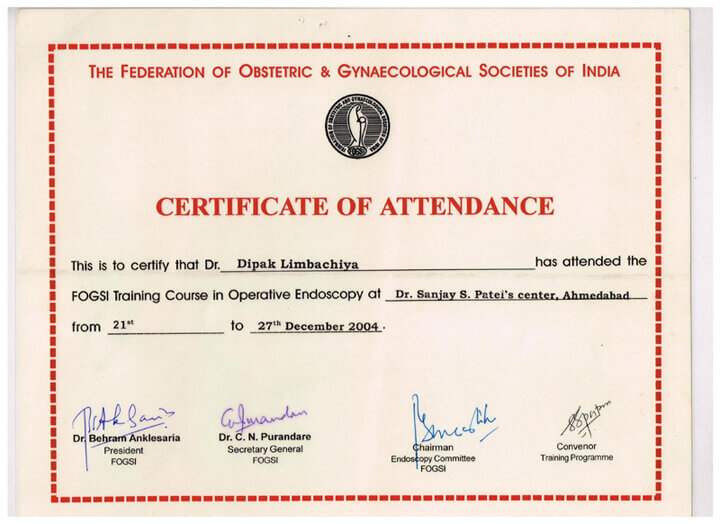 THE FEDERATION OF OBSTETRIC & GYNAECOLOGICAL SOCIETIES OF INDIA
CERTIFICATE OF ATTENDANCE
This is to certify that Dr. Dipak Limbachiya has attended the
FOGSI Training Course in Operative Endoscopy at Dr. Sanjay S. Patel's center, Ahmedabad
from 21st to 27th December 2004.
Dr. Behram Anklesaria
President
FOGSI
Dr. C. N. Purandare
Secretary General
FOGSI
Chairman
Endoscopy Committee
FOGSI
Convenor
Training Programme